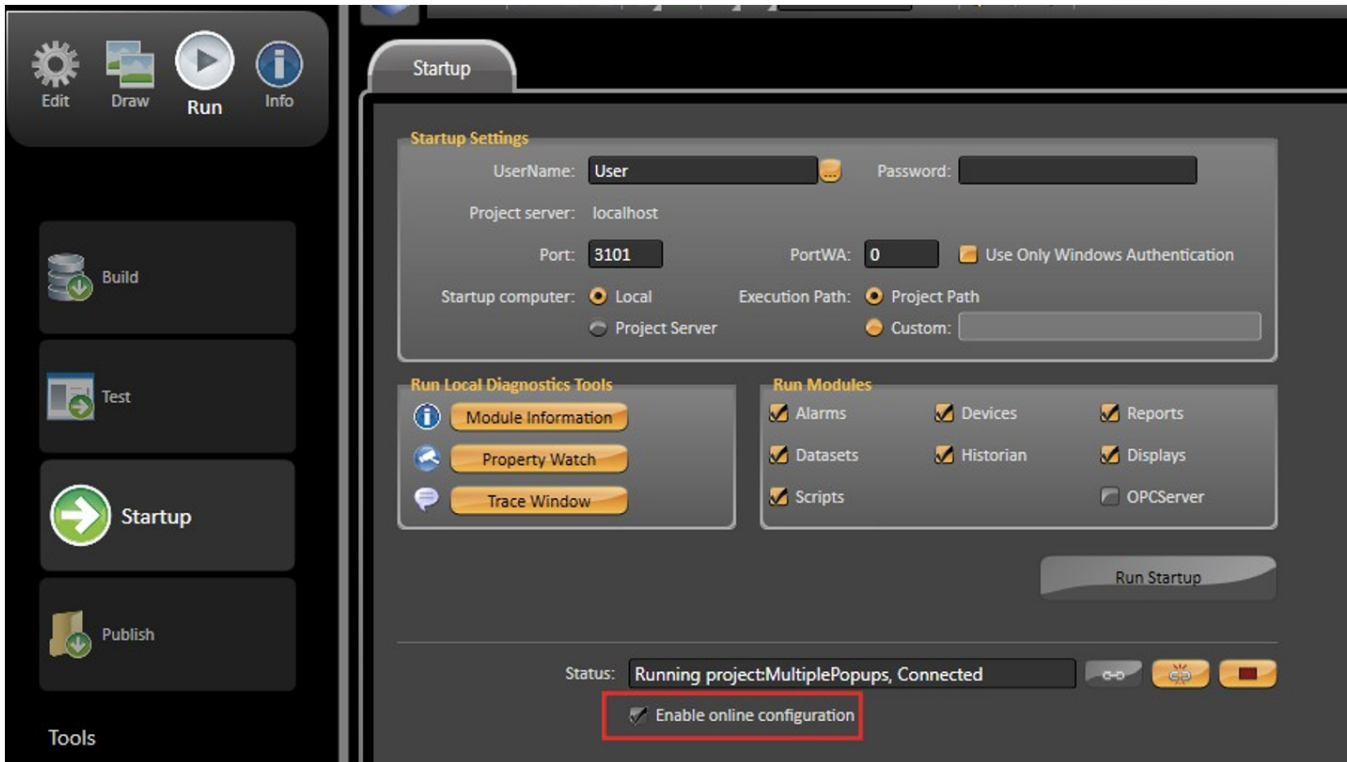 Edit Draw Run Info
Startup
Startup Settings
UserName: User ... Password:
Project server: localhost
Port: 3101 PortWA: 0 Use Only Windows Authentication
Startup computer: Local Execution Path: Project Path
Project Server Custom:
Build
Test
Startup
Publish
Tools
Run Local Diagnostics Tools
Module Information
Property Watch
Trace Window
Run Modules
Alarms Devices Reports
Datasets Historian Displays
Scripts OPCServer
Run Startup
Status: Running project:MultiplePopups, Connected
Enable online configuration